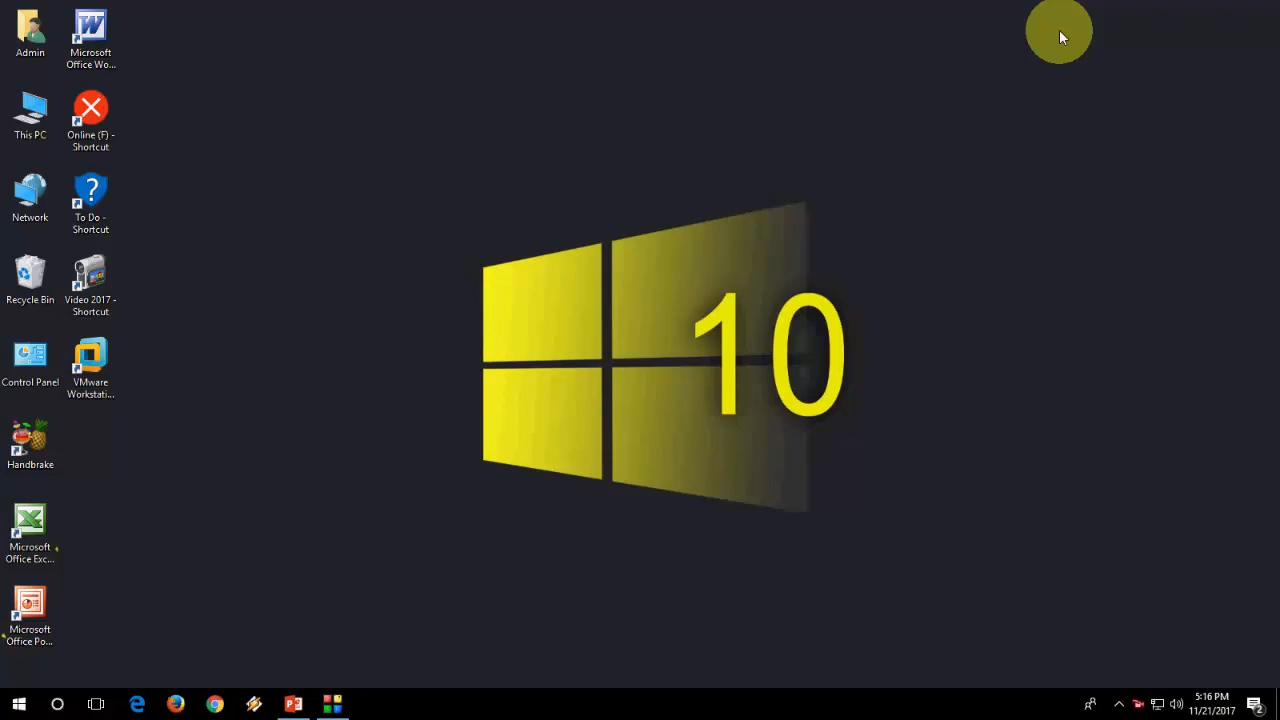 Admin
Microsoft
Office Wo...
This PC
Online (F) -
Shortcut
Network
To Do -
Shortcut
Recycle Bin
Video 2017 -
Shortcut
Control Panel
VMware
Workstati...
Handbrake
Microsoft
Office Exc...
Microsoft
Office Po...
10
5:16 PM
11/21/2017
2